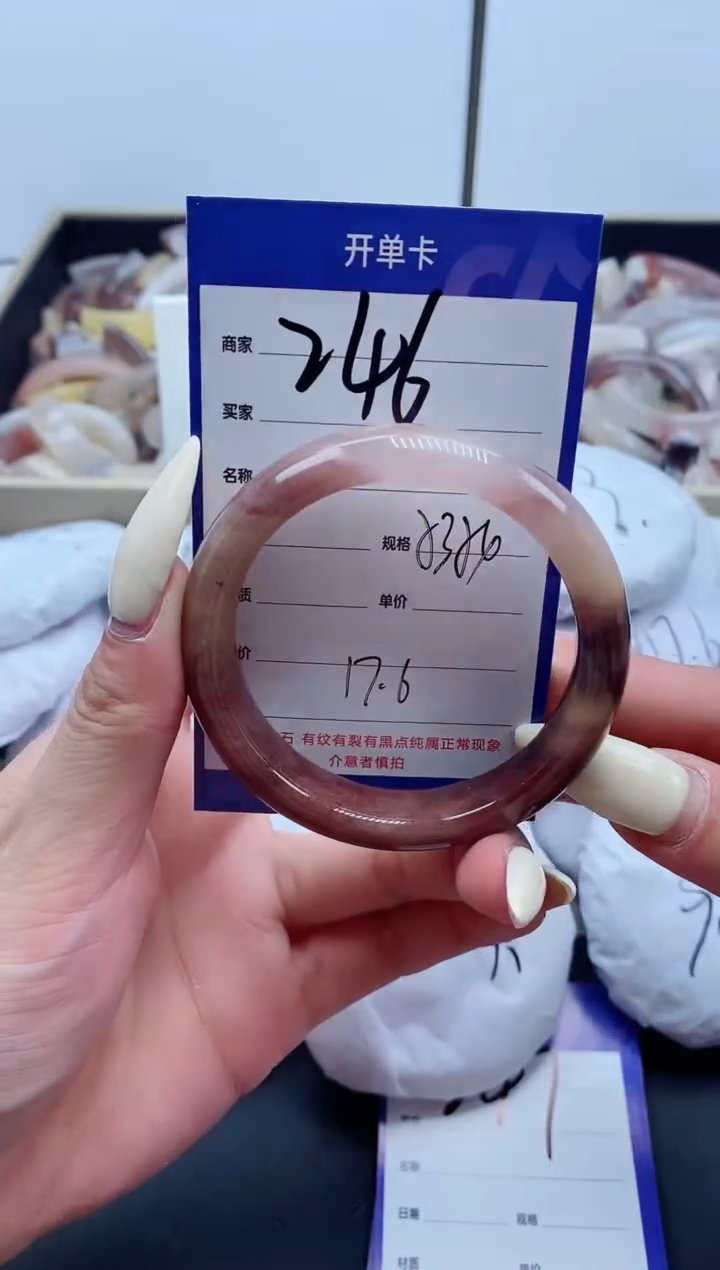 开单卡
商家 246
买家
名称
规格
质 单价
价 17.6
石 有纹有裂有黑点纯属正常现象
介意者慎拍
名称
日期 规格
材质 单价